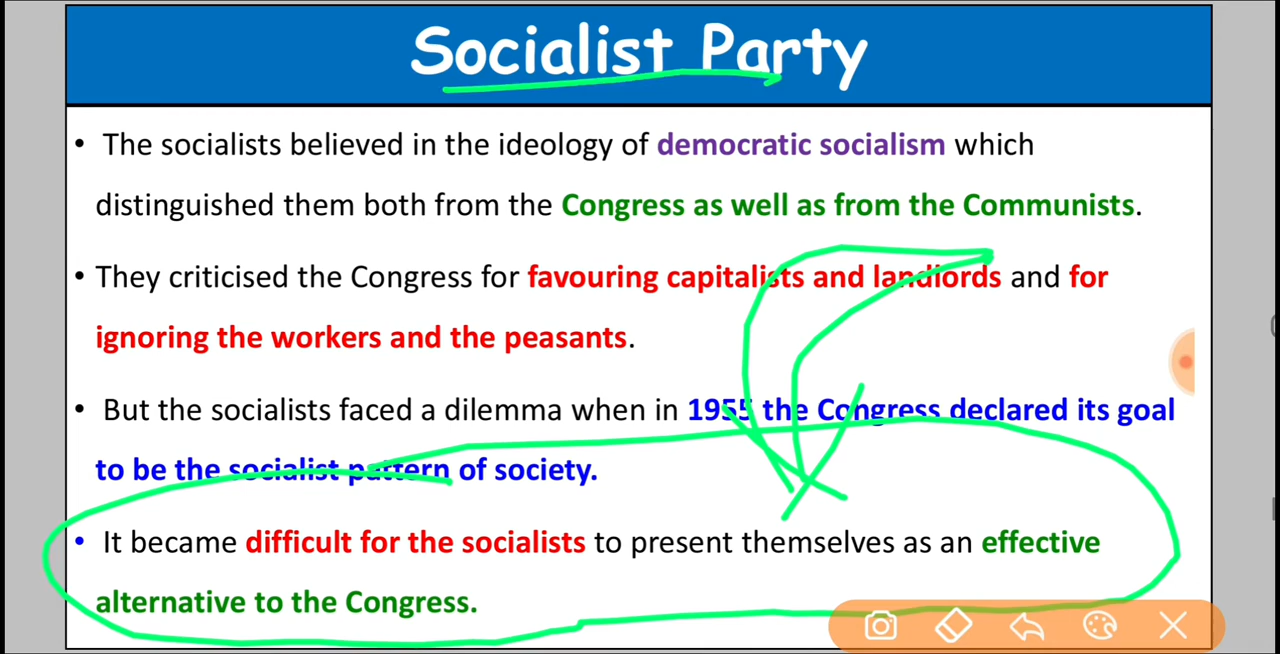 Socialist Party
• The socialists believed in the ideology of democratic socialism which
distinguished them both from the Congress as well as from the Communists.
• They criticised the Congress for favouring capitalists and landlords and for
ignoring the workers and the peasants.
• But the socialists faced a dilemma when in 1955 the Congress declared its goal
to be the socialist pattern of society.
• It became difficult for the socialists to present themselves as an effective
alternative to the Congress.